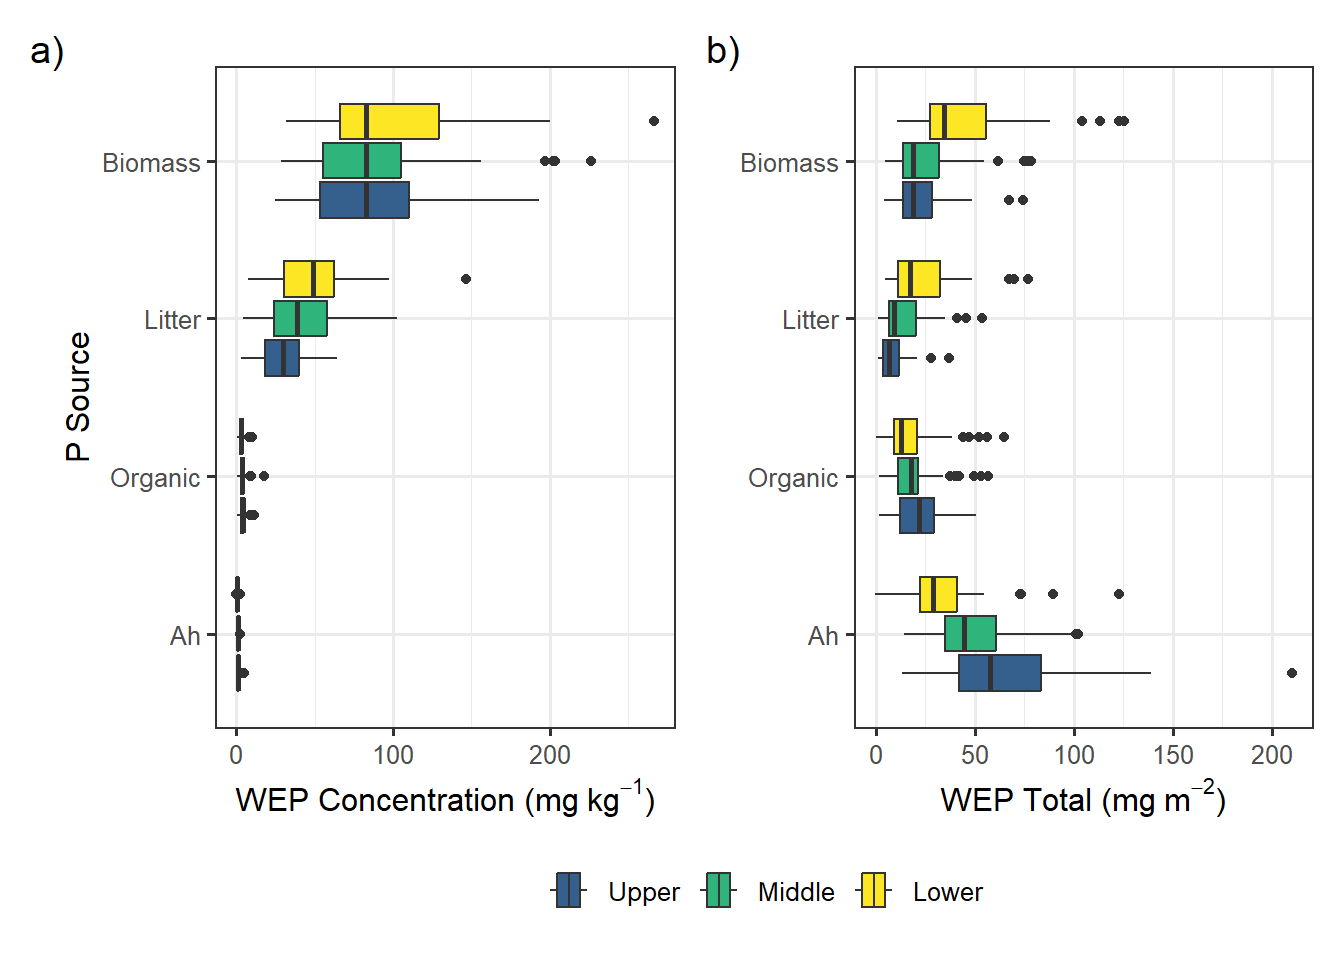 a)
b)
P Source
Biomass
Litter
Organic
Ah
0 100 200
WEP Concentration (mg kg⁻¹)
Biomass
Litter
Organic
Ah
0 50 100 150 200
WEP Total (mg m⁻²)
Upper Middle Lower